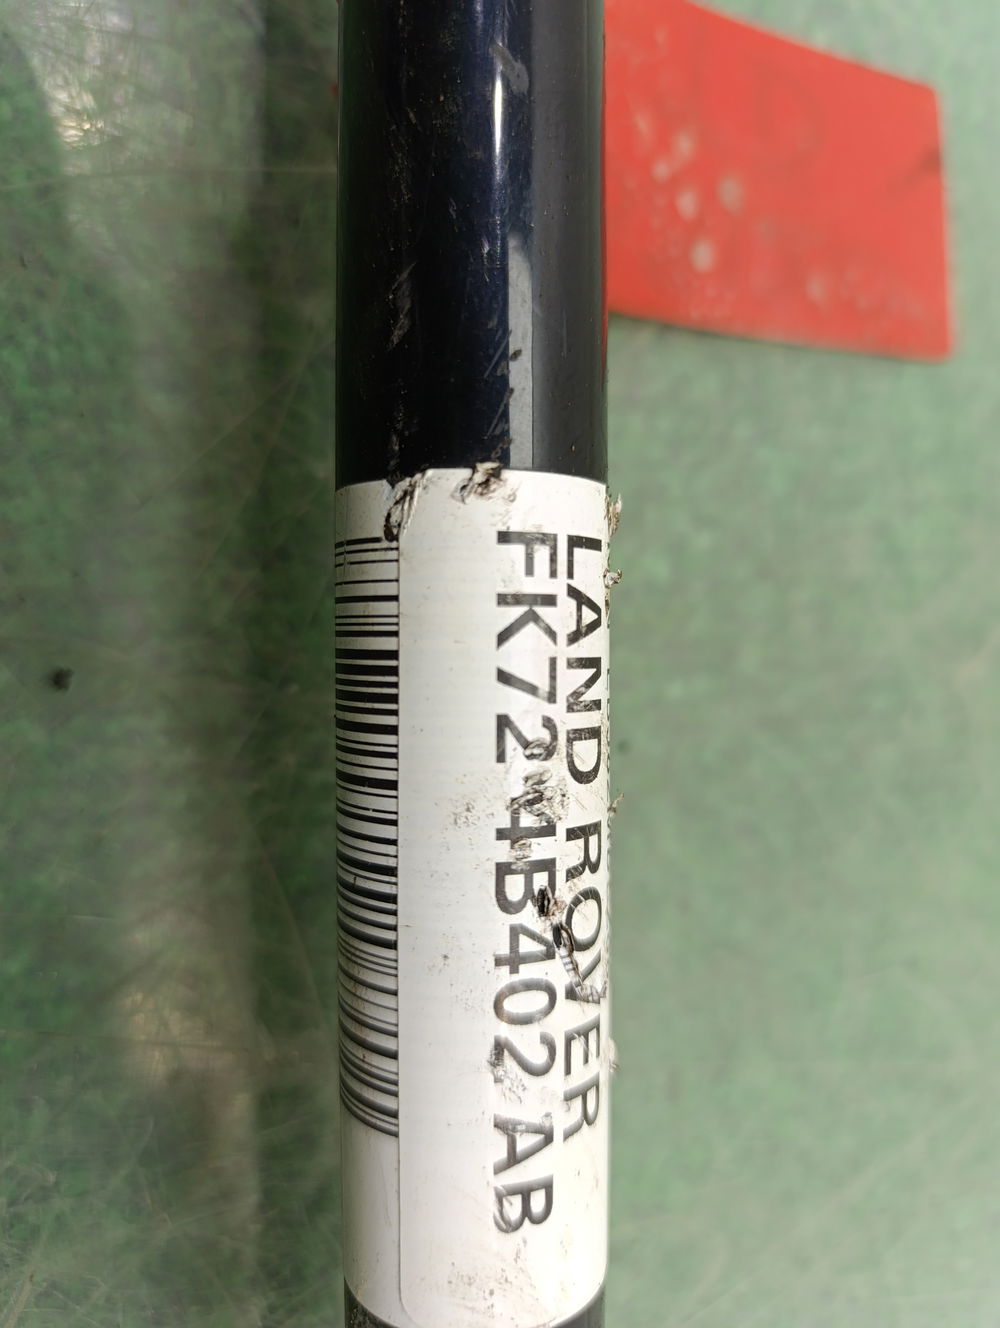 LAND ROVER
FK72 4B402 AB